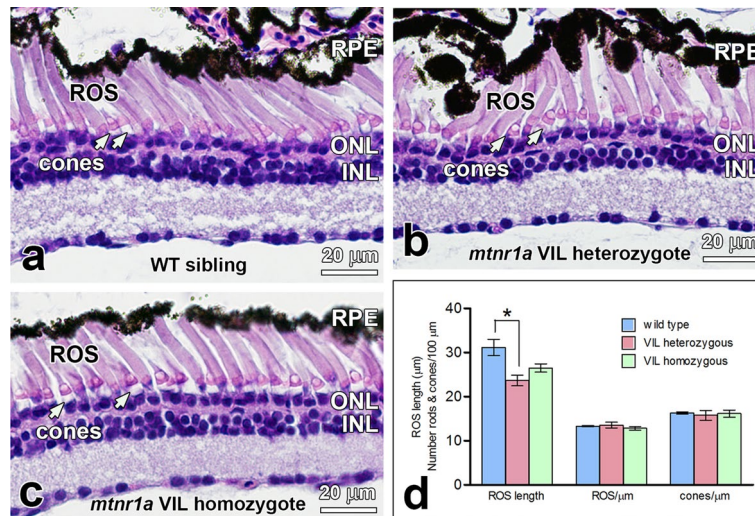 RPE
ROS
cones
ONL
INL
a
WT sibling
20 μm
RPE
ROS
cones
ONL
INL
b
mtnr1a VIL heterozygote
20 μm
RPE
ROS
cones
ONL
INL
c
mtnr1a VIL homozygote
20 μm
ROS length (μm)
Number rods & cones/100 μm
40
30
20
10
0
*
wild type
VIL heterozygous
VIL homozygous
d
ROS length
ROS/μm
cones/μm